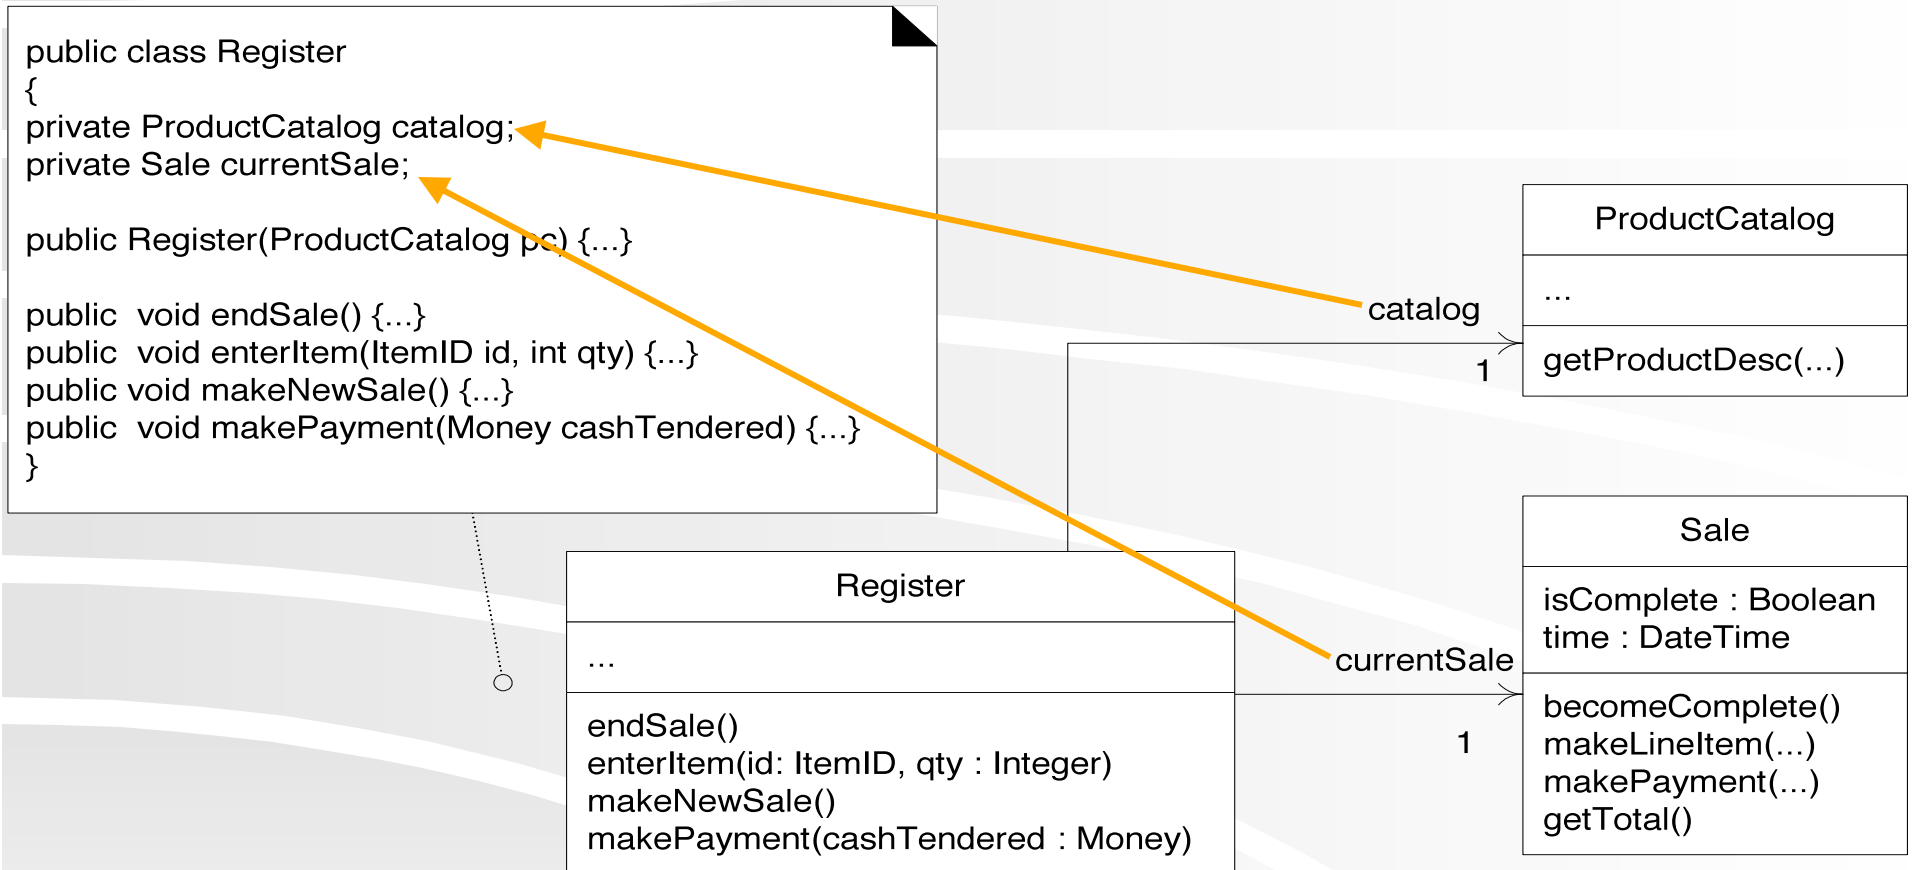 public class Register
{
private ProductCatalog catalog;
private Sale currentSale;
public Register(ProductCatalog pc) {...}
public  void endSale() {...}
public  void enterItem(ItemID id, int qty) {...}
public void makeNewSale() {...}
public  void makePayment(Money cashTendered) {...}
}
ProductCatalog
...
getProductDesc(...)
catalog
1
Register
...
endSale()
enterItem(id: ItemID, qty : Integer)
makeNewSale()
makePayment(cashTendered : Money)
currentSale
1
Sale
isComplete : Boolean
time : DateTime
becomeComplete()
makeLineItem(...)
makePayment(...)
getTotal()